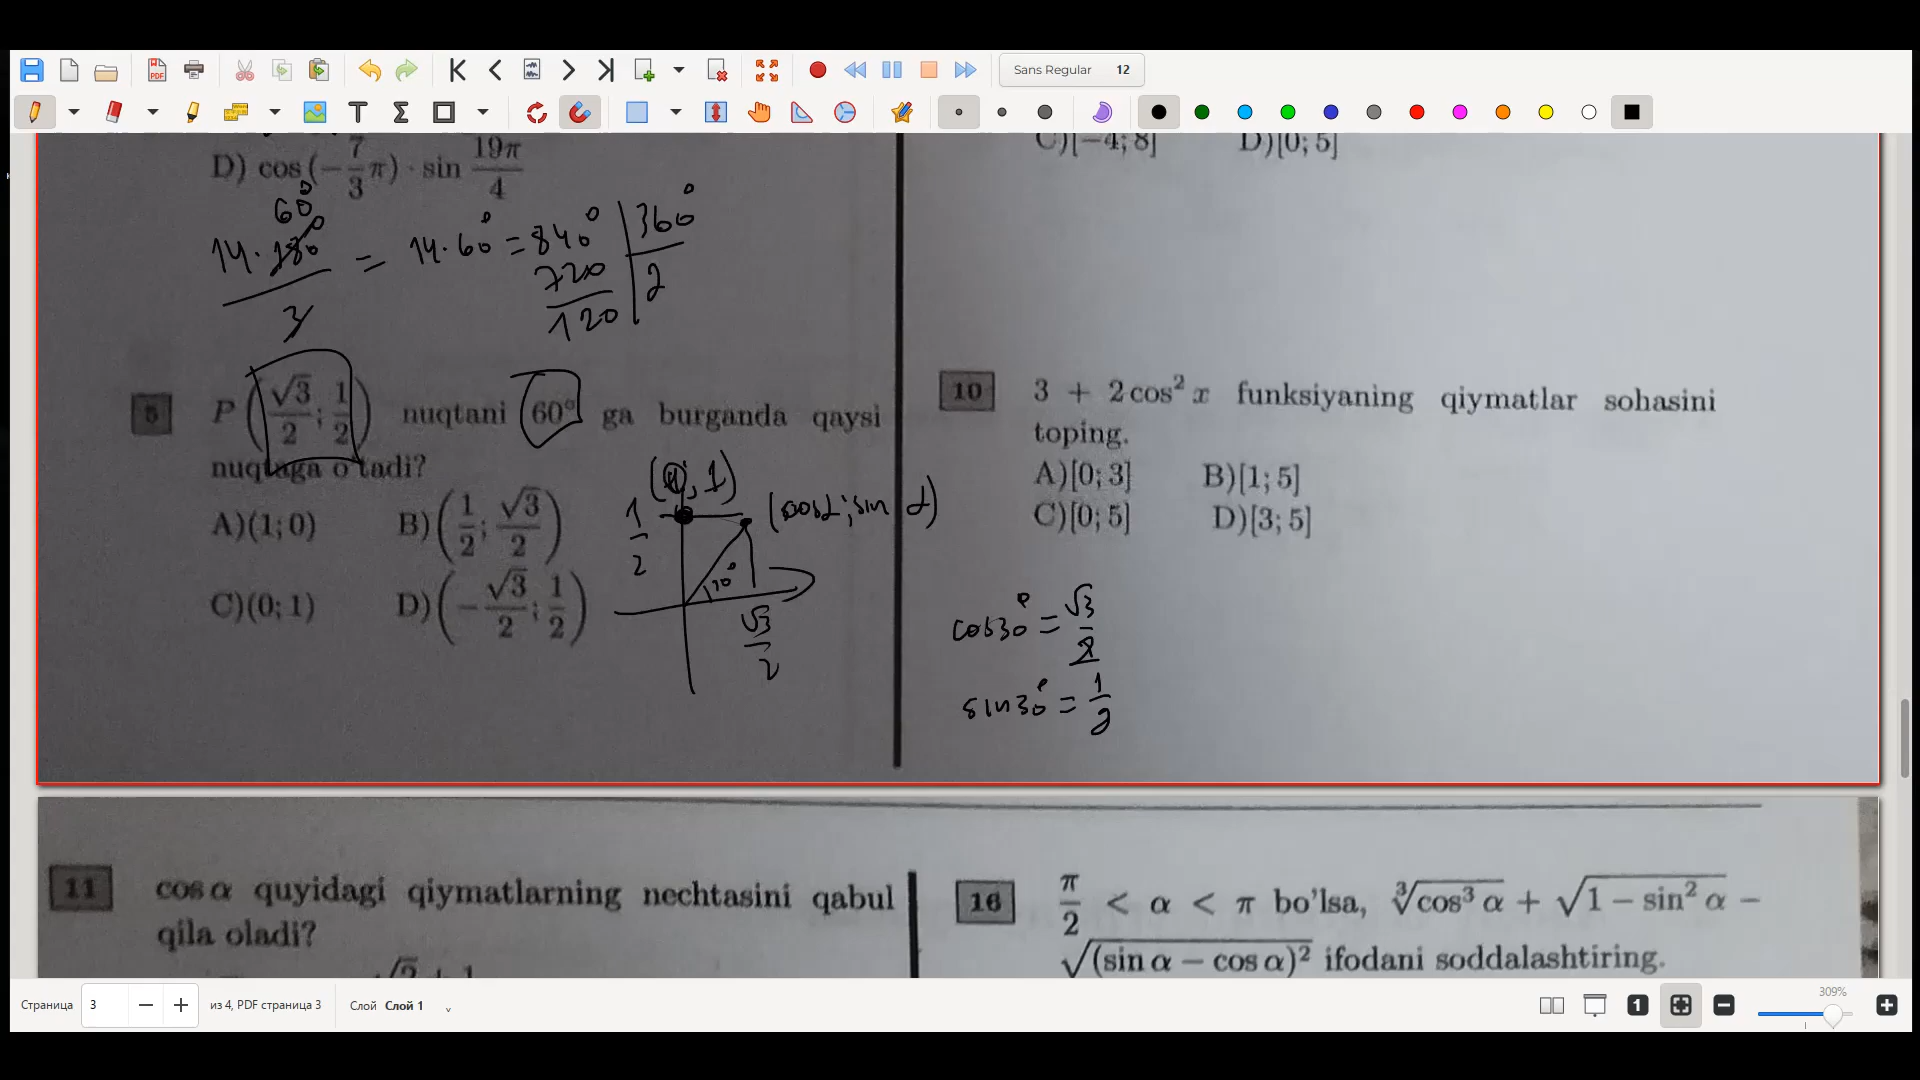 Sans Regular 12
C)[−4; 8] D)[0; 5]
D) cos(−7/3 π) · sin 19π/4
60°
14 · 180°/3 = 14 · 60° = 840° | 360°
720 | 2
120
5 P(√3/2; 1/2) nuqtani 60° ga burganda qaysi
nuqtaga o'tadi?
A)(1; 0) B)(1/2; √3/2)
C)(0; 1) D)(−√3/2; 1/2)
(0, 1)
(cosα; sin α)
1/2
√3/2
10 3 + 2cos² x funksiyaning qiymatlar sohasini
toping.
A)[0; 3] B)[1; 5]
C)[0; 5] D)[3; 5]
cos30° = √3/2
sin30° = 1/2
11 cos α quyidagi qiymatlarning nechtasini qabul
qila oladi?
16 π/2 < α < π bo'lsa, ∛cos³ α + √1 − sin² α −
√(sin α − cos α)² ifodani soddalashtiring.
Страница 3 из 4, PDF страница 3 Слой Слой 1
309%